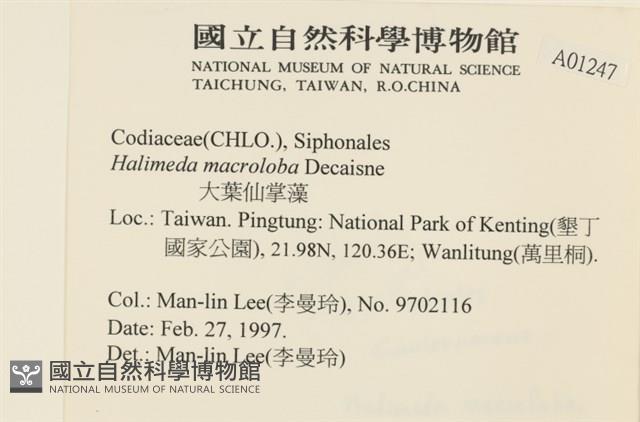 國立自然科學博物館
NATIONAL MUSEUM OF NATURAL SCIENCE
TAICHUNG, TAIWAN, R.O.CHINA
A01247
Codiaceae(CHLO.), Siphonales
Halimeda macroloba Decaisne
大葉仙掌藻
Loc.: Taiwan. Pingtung: National Park of Kenting(墾丁
國家公園), 21.98N, 120.36E; Wanlitung(萬里桐).
Col.: Man-lin Lee(李曼玲), No. 9702116
Date: Feb. 27, 1997.
Det.: Man-lin Lee(李曼玲)
國立自然科學博物館
NATIONAL MUSEUM OF NATURAL SCIENCE